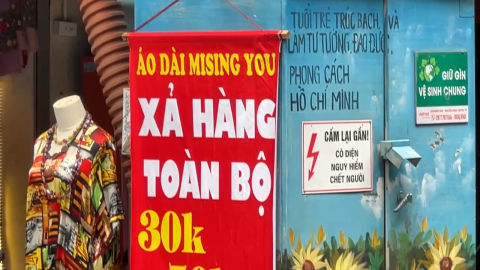 ÁO DÀI MISING YOU
XẢ HÀNG
TOÀN BỘ
30k
TUỔI TRẺ TRÚC BẠCH
VÀ
LÀM
TƯ TƯỞNG, ĐẠO ĐỨC,
PHONG CÁCH
HỒ CHÍ MINH
CẤM LẠI GẦN!
CÓ ĐIỆN
NGUY HIỂM
CHẾT NGƯỜI
GIỮ GÌN
VỆ SINH CHUNG